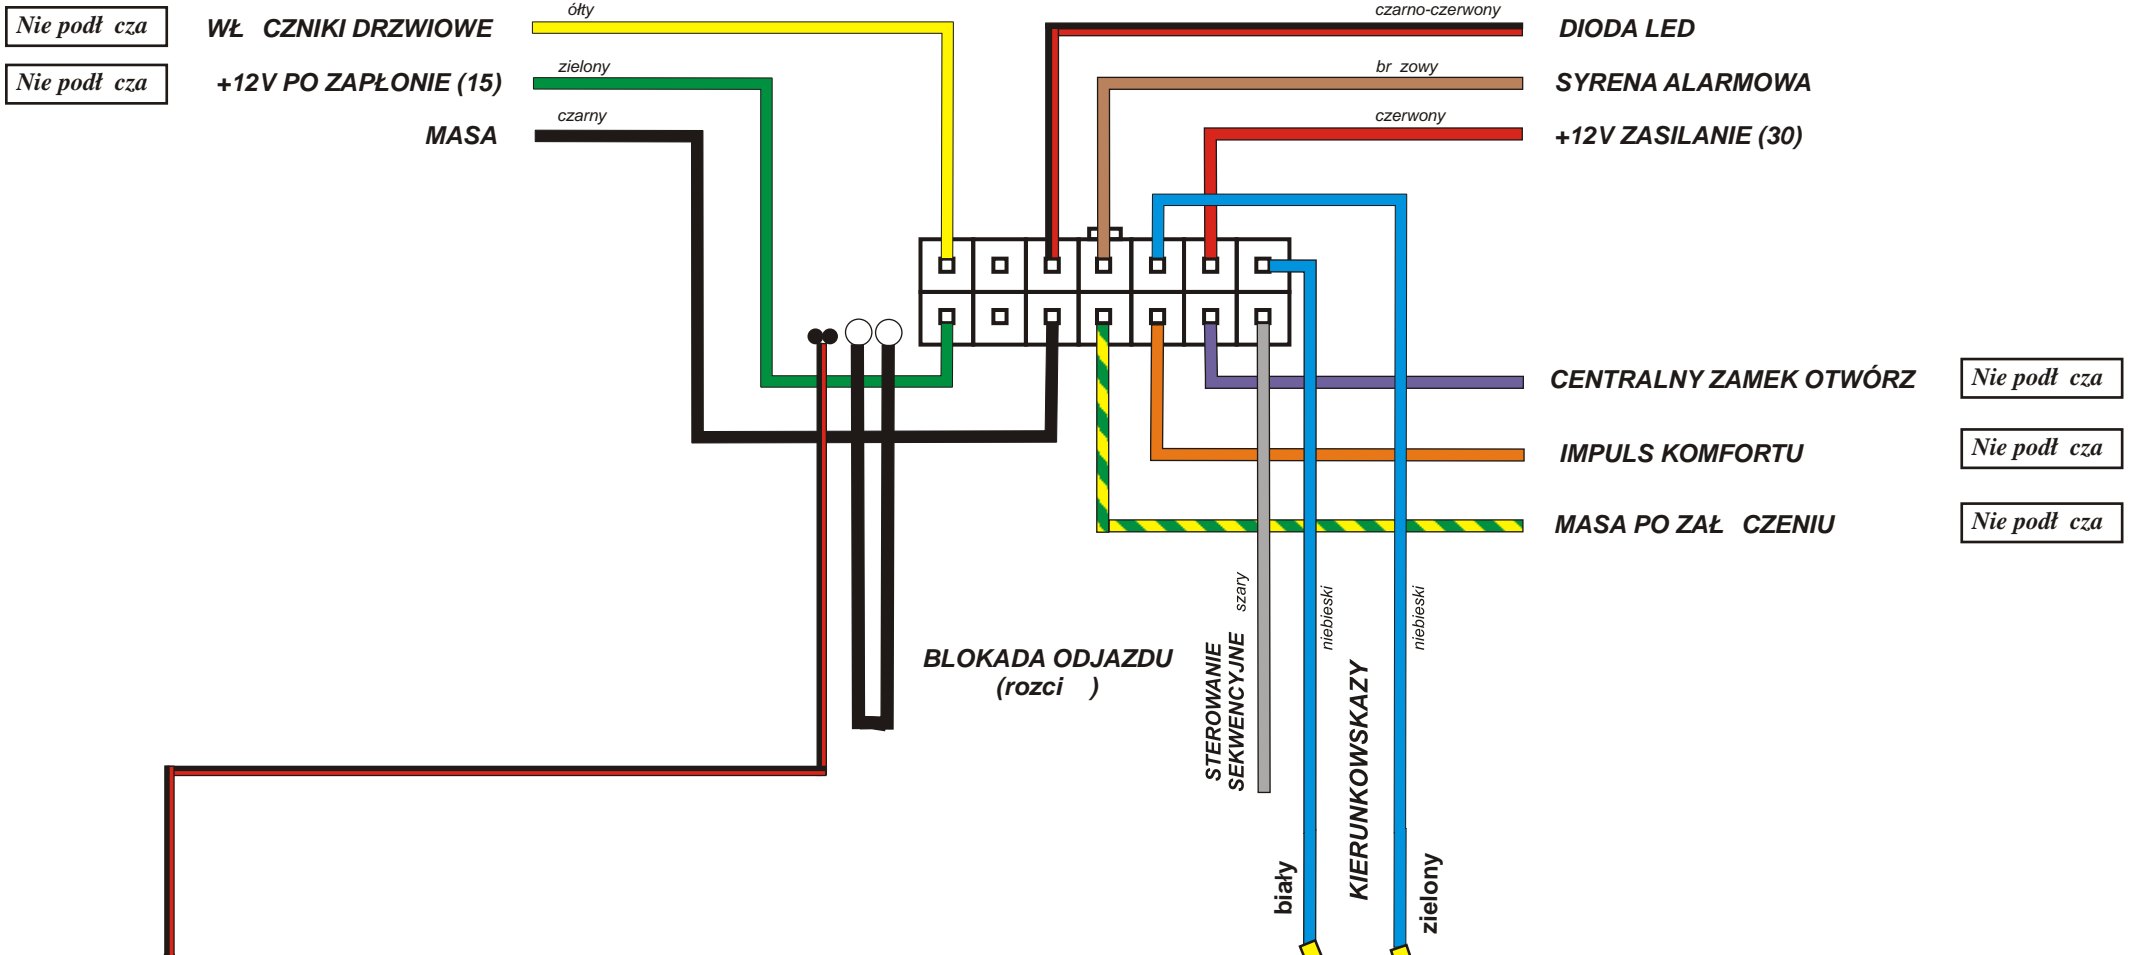 Nie podł cza
WŁ CZNIKI DRZWIOWE
ółty
czarno-czerwony
DIODA LED
Nie podł cza
+12V PO ZAPŁONIE (15)
zielony
br zowy
SYRENA ALARMOWA
MASA
czarny
czerwony
+12V ZASILANIE (30)
CENTRALNY ZAMEK OTWÓRZ
Nie podł cza
IMPULS KOMFORTU
Nie podł cza
MASA PO ZAŁ CZENIU
Nie podł cza
BLOKADA ODJAZDU
(rozci )
STEROWANIE
SEKWENCYJNE
szary
niebieski
KIERUNKOWSKAZY
niebieski
biały
zielony